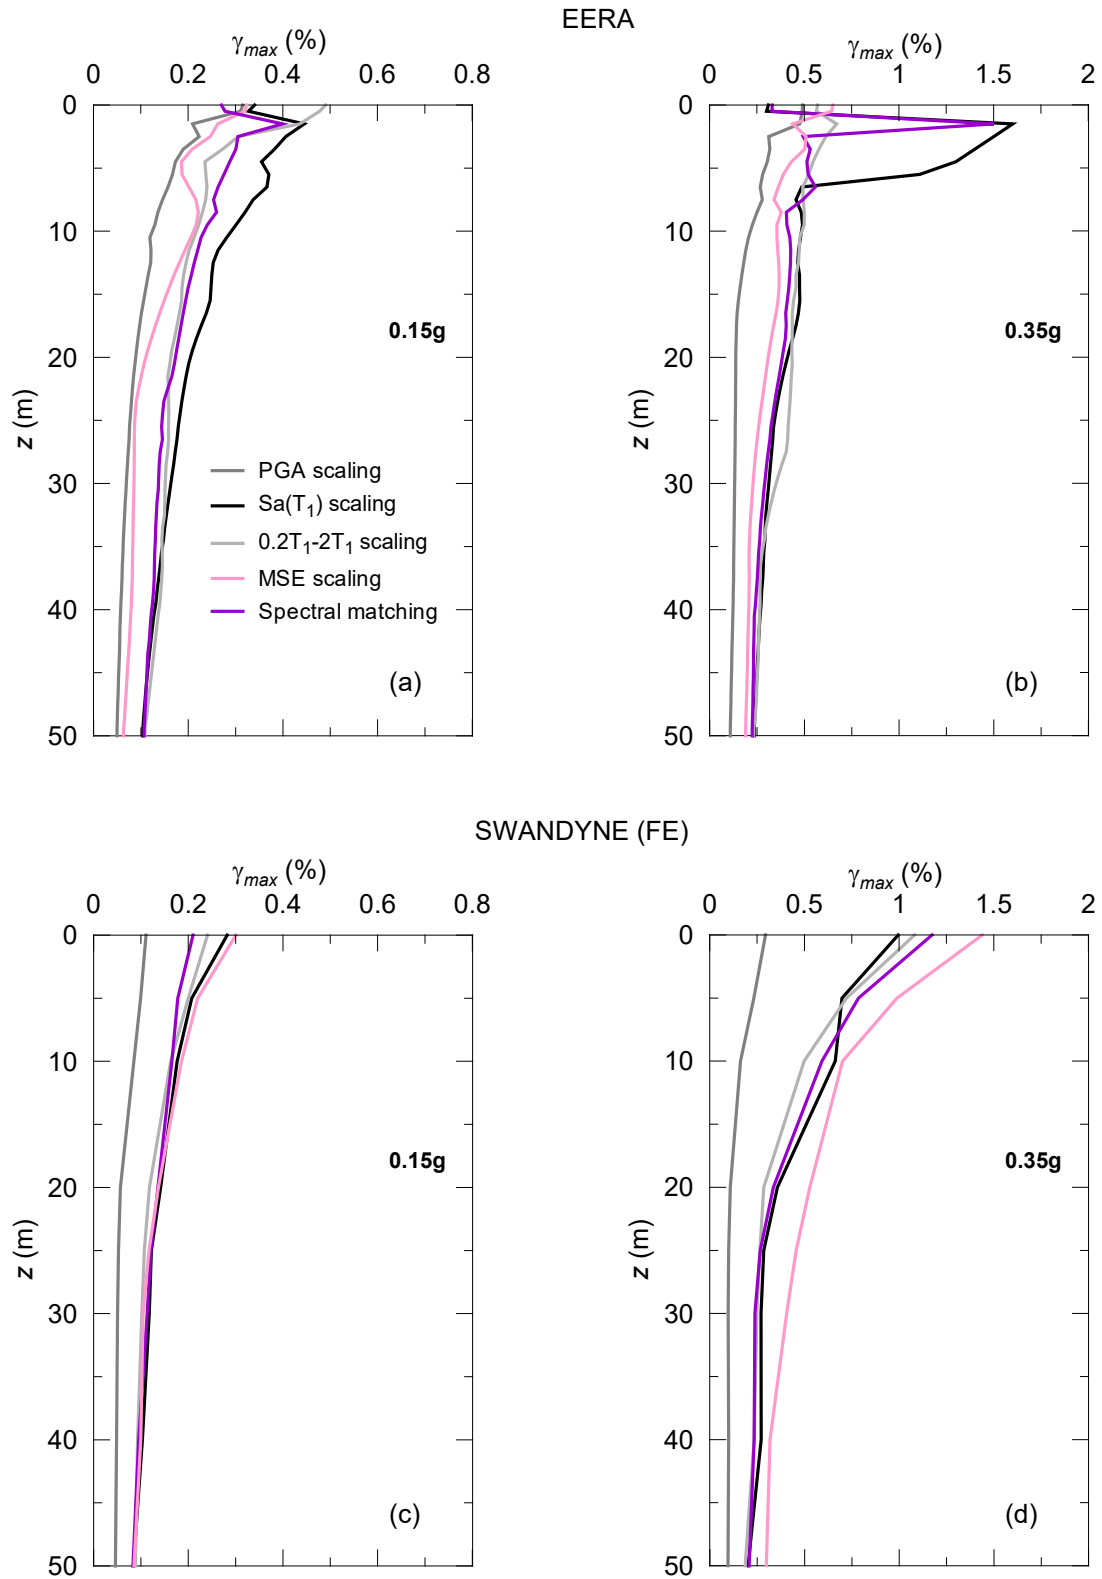 EERA
γmax (%)
γmax (%)
0 0.2 0.4 0.6 0.8
0 0.5 1 1.5 2
0
10
20
30
40
50
z (m)
0.15g
PGA scaling
Sa(T1) scaling
0.2T1-2T1 scaling
MSE scaling
Spectral matching
(a)
0
10
20
30
40
50
z (m)
0.35g
(b)
SWANDYNE (FE)
γmax (%)
γmax (%)
0 0.2 0.4 0.6 0.8
0 0.5 1 1.5 2
0
10
20
30
40
50
z (m)
0.15g
(c)
0
10
20
30
40
50
z (m)
0.35g
(d)